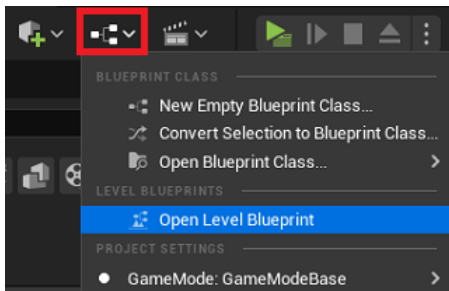 BLUEPRINT CLASS
New Empty Blueprint Class...
Convert Selection to Blueprint Class...
Open Blueprint Class...
LEVEL BLUEPRINTS
Open Level Blueprint
PROJECT SETTINGS
GameMode: GameModeBase